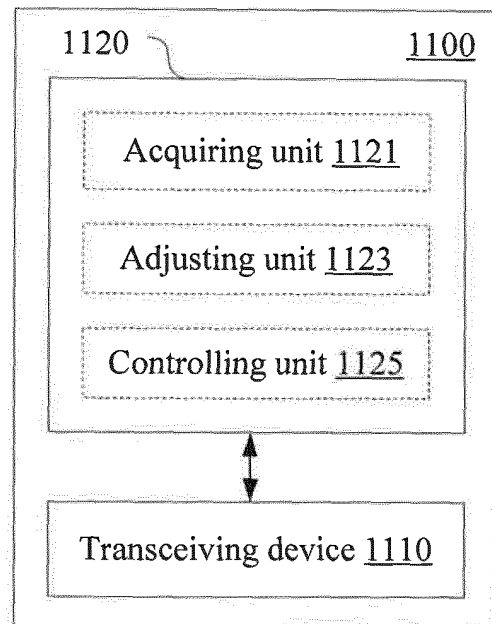 1120 1100
Acquiring unit 1121
Adjusting unit 1123
Controlling unit 1125
Transceiving device 1110